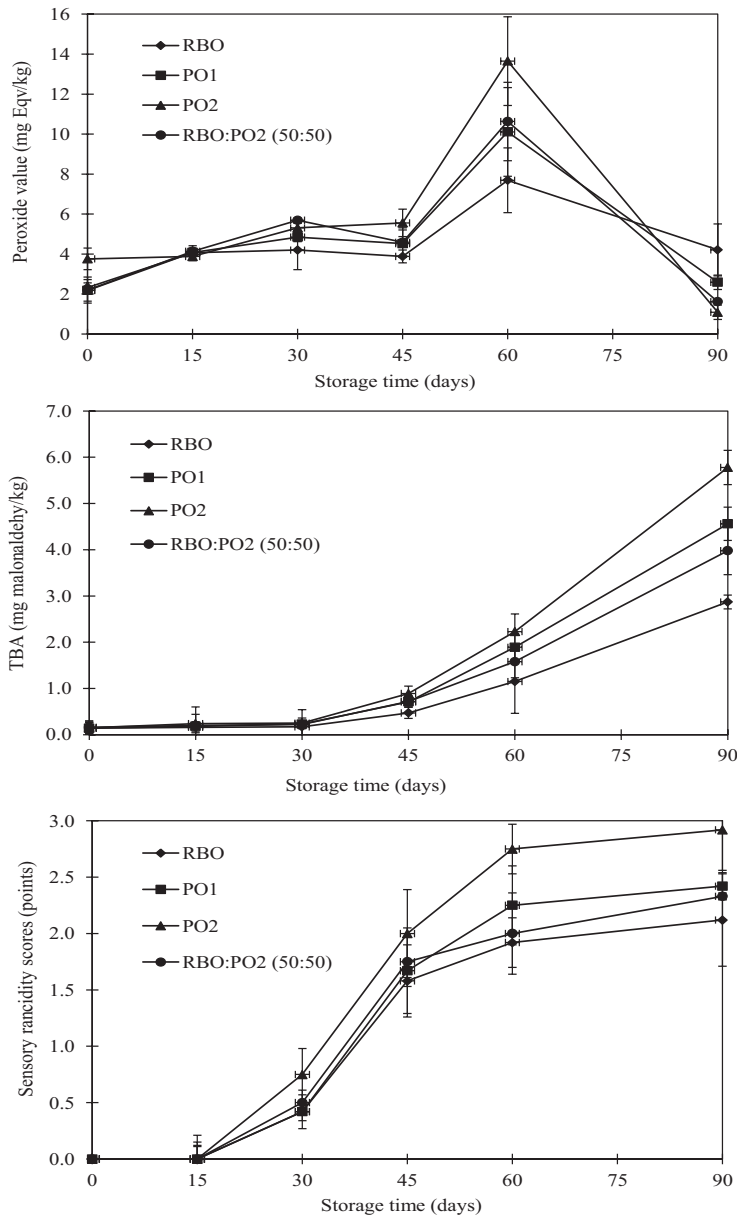 16
14
12
10
8
6
4
2
0
Peroxide value (mg Eqv/kg)
RBO
PO1
PO2
RBO:PO2 (50:50)
0 15 30 45 60 75 90
Storage time (days)
7.0
6.0
5.0
4.0
3.0
2.0
1.0
0.0
TBA (mg malonaldehy/kg)
RBO
PO1
PO2
RBO:PO2 (50:50)
0 15 30 45 60 75 90
Storage time (days)
3.0
2.5
2.0
1.5
1.0
0.5
0.0
Sensory rancidity scores (points)
RBO
PO1
PO2
RBO:PO2 (50:50)
0 15 30 45 60 75 90
Storage time (days)